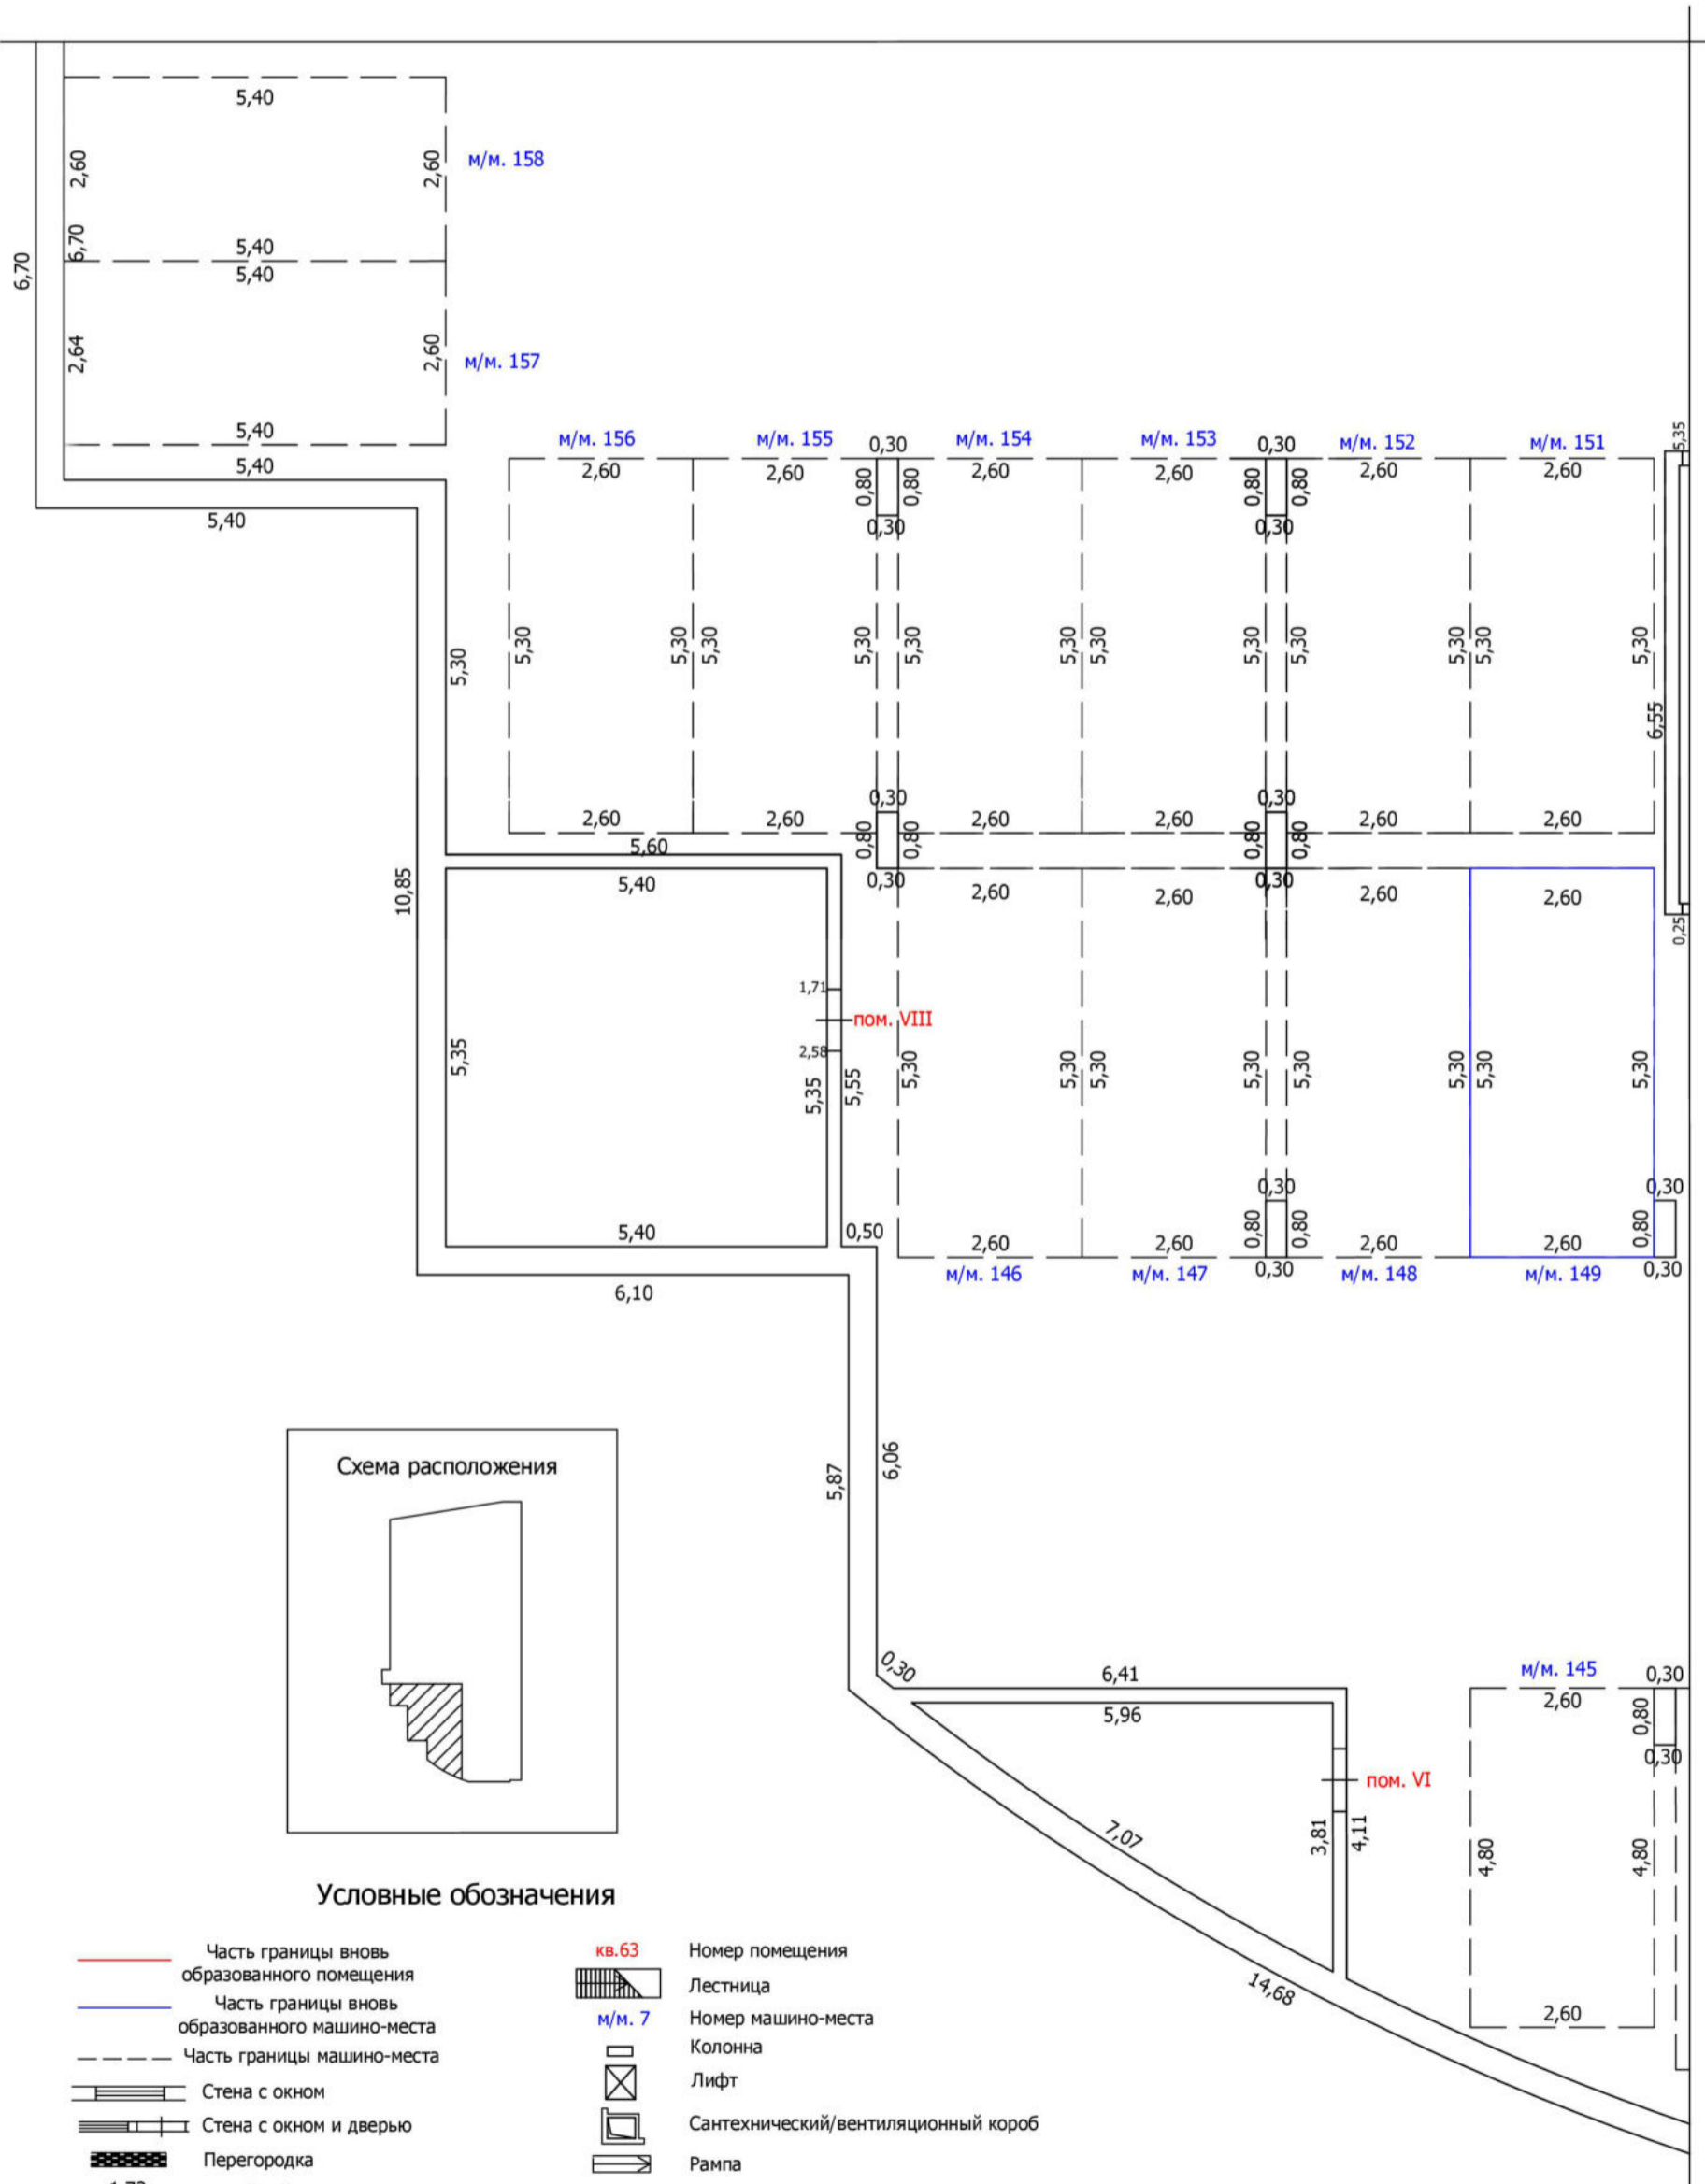 5,40
2,60
2,60
м/м. 158
6,70
5,40
6,70
5,40
2,64
2,60
м/м. 157
5,40
5,40
5,40
м/м. 156 м/м. 155 0,30 м/м. 154 м/м. 153 0,30 м/м. 152 м/м. 151 5,35
2,60 2,60 0,80 0,80 2,60 2,60 0,80 0,80 2,60 2,60
0,30 0,30
5,30 5,30 5,30 5,30 5,30 5,30 5,30 5,30 5,30 5,30 5,30 5,30 5,30
6,55
0,30 0,30
2,60 2,60 0,80 0,80 2,60 2,60 0,80 0,80 2,60 2,60
5,60
10,85
5,40 0,30 2,60 2,60 0,30 2,60 2,60
0,25
1,71
пом. VIII
2,58
5,35 5,35 5,55 5,30 5,30 5,30 5,30 5,30 5,30 5,30 5,30
0,30 0,30
5,40 0,50 2,60 2,60 0,80 0,80 2,60 2,60 0,80
м/м. 146 м/м. 147 0,30 м/м. 148 м/м. 149 0,30
6,10
5,87 6,06
Схема расположения
0,30 6,41 м/м. 145 0,30
5,96 2,60 0,80
0,30
пом. VI
7,07 3,81 4,11 4,80 4,80
14,68 2,60
Условные обозначения
Часть границы вновь
образованного помещения
Часть границы вновь
образованного машино-места
Часть границы машино-места
Стена с окном
Стена с окном и дверью
Перегородка
кв.63 Номер помещения
Лестница
м/м. 7 Номер машино-места
Колонна
Лифт
Сантехнический/вентиляционный короб
Рампа